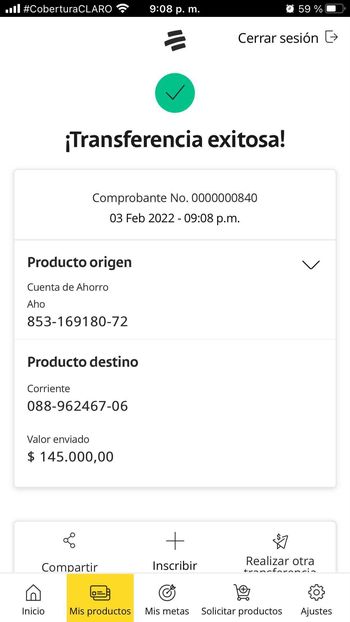 #CoberturaCLARO 9:08 p. m. 59 %
Cerrar sesión
¡Transferencia exitosa!
Comprobante No. 0000000840
03 Feb 2022 - 09:08 p.m.
Producto origen
Cuenta de Ahorro
Aho
853-169180-72
Producto destino
Corriente
088-962467-06
Valor enviado
$ 145.000,00
Compartir Inscribir Realizar otra
transferencia
Inicio Mis productos Mis metas Solicitar productos Ajustes